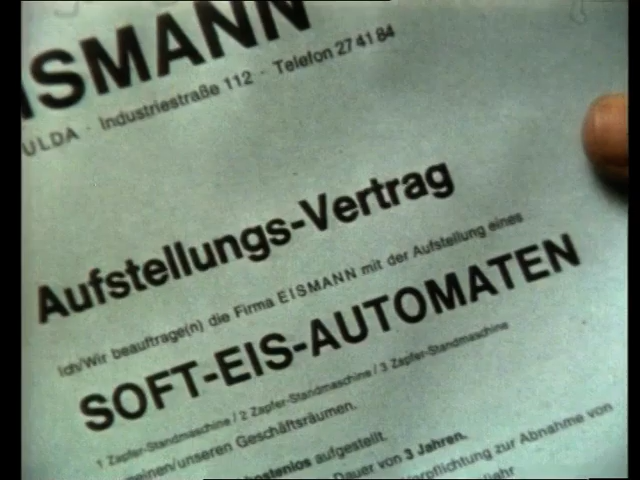 ISMANN
ULDA · Industriestraße 112 · Telefon 27 41 84
Aufstellungs-Vertrag
Ich/Wir beauftrage(n) die Firma EISMANN mit der Aufstellung eines
SOFT-EIS-AUTOMATEN
1 Zapfer-Standmaschine / 2 Zapfer-Standmaschine / 3 Zapfer-Standmaschine
meinen/unseren Geschäftsräumen.
kostenlos aufgestellt.
Dauer von 3 Jahren.
erpflichtung zur Abnahme von